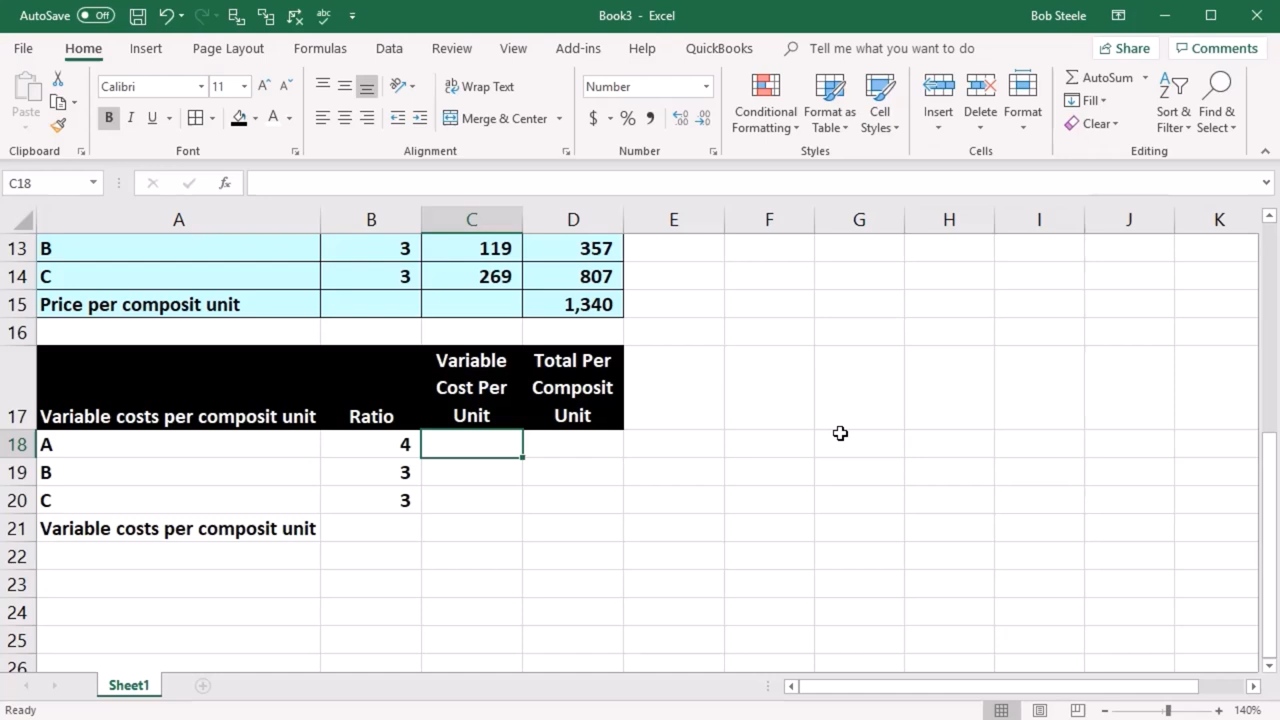 AutoSave Off Book3 - Excel Bob Steele
File Home Insert Page Layout Formulas Data Review View Add-ins Help QuickBooks Tell me what you want to do Share Comments
Paste Calibri 11 A A Wrap Text Number Conditional Formatting Format as Table Cell Styles Insert Delete Format AutoSum Fill Clear Sort & Filter Find & Select
B I U A Merge & Center $ % ,
Clipboard Font Alignment Number Styles Cells Editing
C18 fx
A B C D E F G H I J K
13 B 3 119 357
14 C 3 269 807
15 Price per composit unit 1,340
16
Variable Total Per
Cost Per Composit
17 Variable costs per composit unit Ratio Unit Unit
18 A 4
19 B 3
20 C 3
21 Variable costs per composit unit
22
23
24
25
26
Sheet1
Ready 140%